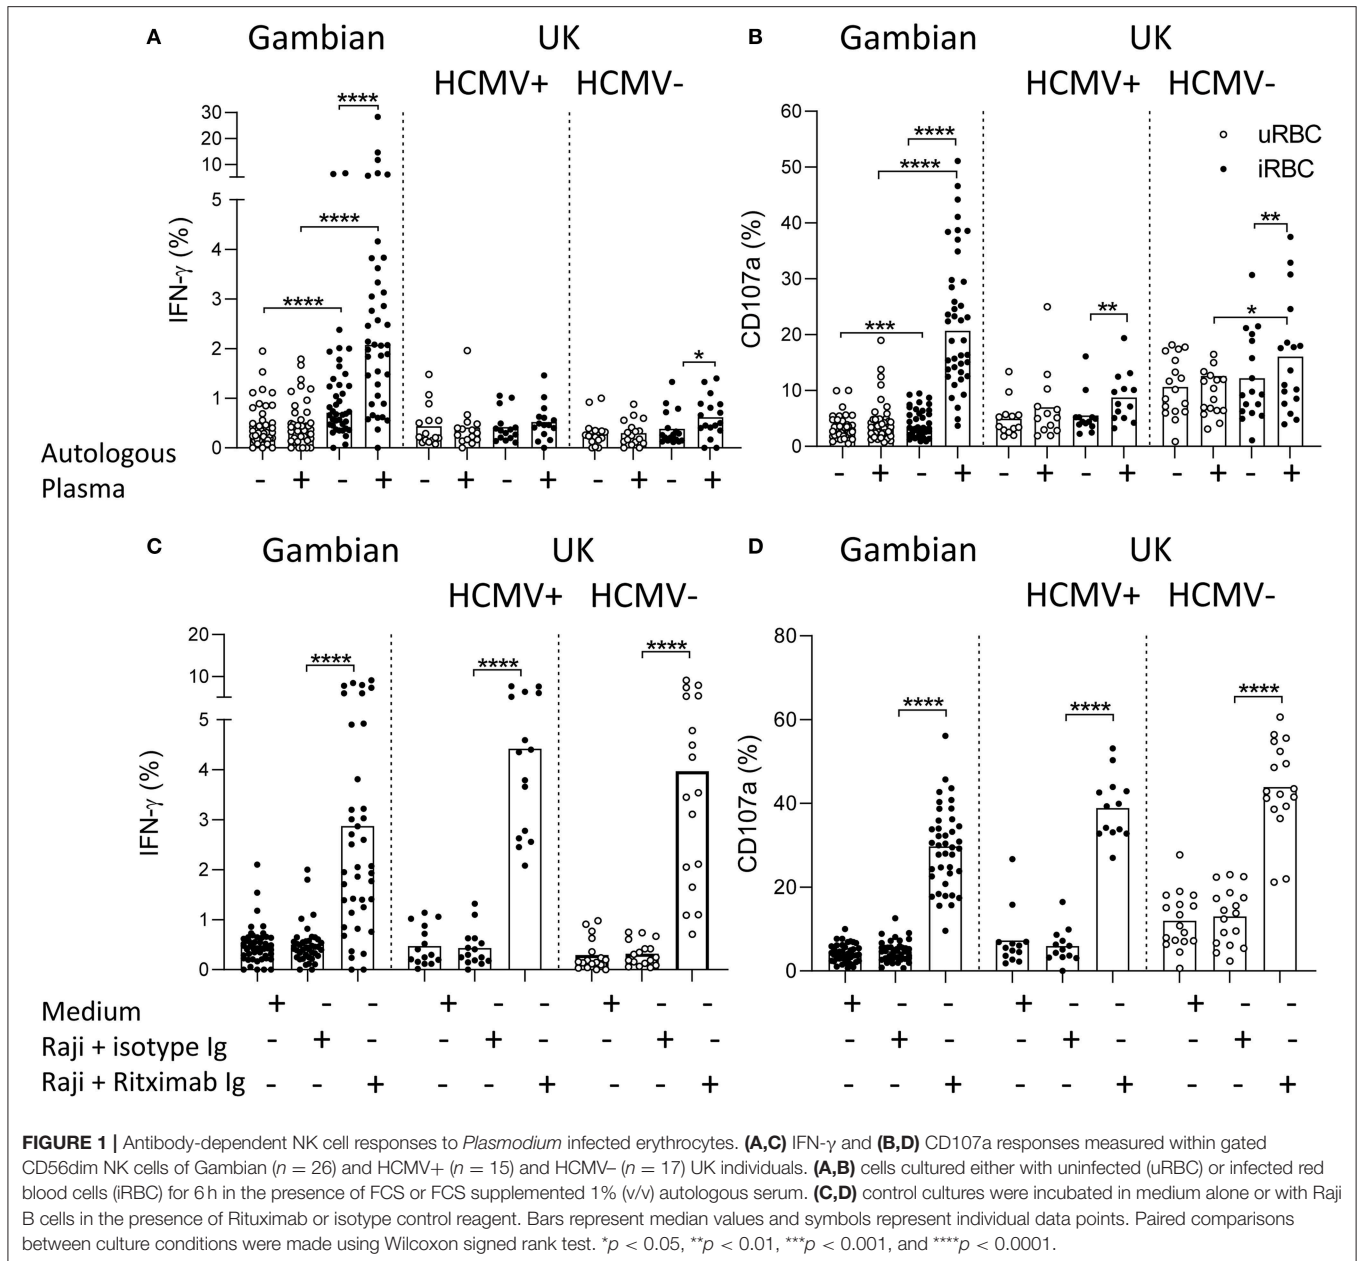 A
Gambian
UK
HCMV+ HCMV-
IFN-γ (%)
30
20
10
5
4
3
2
1
0
****
****
****
*
Autologous
Plasma
- + - + - + - + - + - +
B
Gambian
UK
HCMV+ HCMV-
uRBC
iRBC
CD107a (%)
60
50
40
30
20
10
0
****
****
***
**
**
*
- + - + - + - + - + - +
C
Gambian
UK
HCMV+ HCMV-
IFN-γ (%)
20
10
5
4
3
2
1
0
****
****
****
D
Gambian
UK
HCMV+ HCMV-
CD107a (%)
80
60
40
20
0
****
****
****
Medium + - - + - - + - - + - - + - - + - -
Raji + isotype Ig - + - - + - - + - - + - - + - - + -
Raji + Ritximab Ig - - + - - + - - + - - + - - + - - +
FIGURE 1 | Antibody-dependent NK cell responses to Plasmodium infected erythrocytes. (A,C) IFN-γ and (B,D) CD107a responses measured within gated
CD56dim NK cells of Gambian (n = 26) and HCMV+ (n = 15) and HCMV– (n = 17) UK individuals. (A,B) cells cultured either with uninfected (uRBC) or infected red
blood cells (iRBC) for 6 h in the presence of FCS or FCS supplemented 1% (v/v) autologous serum. (C,D) control cultures were incubated in medium alone or with Raji
B cells in the presence of Rituximab or isotype control reagent. Bars represent median values and symbols represent individual data points. Paired comparisons
between culture conditions were made using Wilcoxon signed rank test. *p < 0.05, **p < 0.01, ***p < 0.001, and ****p < 0.0001.